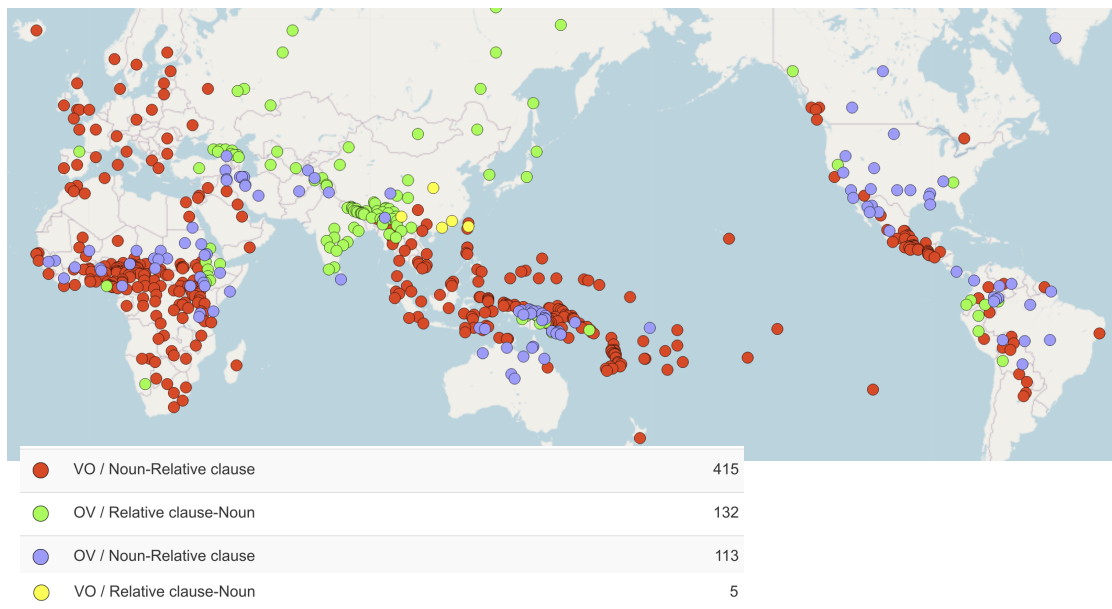 VO / Noun-Relative clause 415
OV / Relative clause-Noun 132
OV / Noun-Relative clause 113
VO / Relative clause-Noun 5